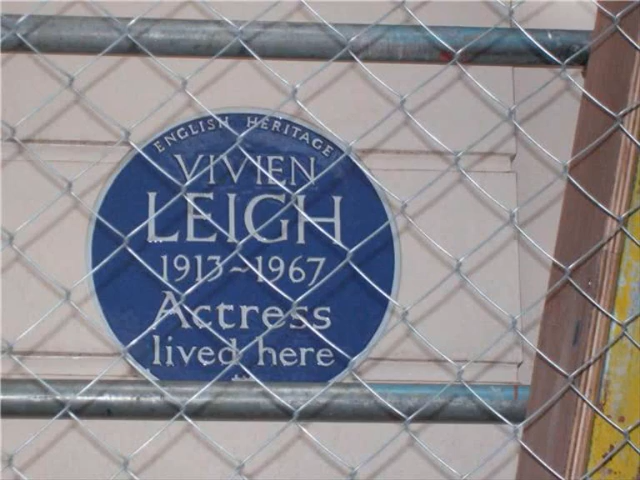 ENGLISH HERITAGE
VIVIEN
LEIGH
1913~1967
Actress
lived here